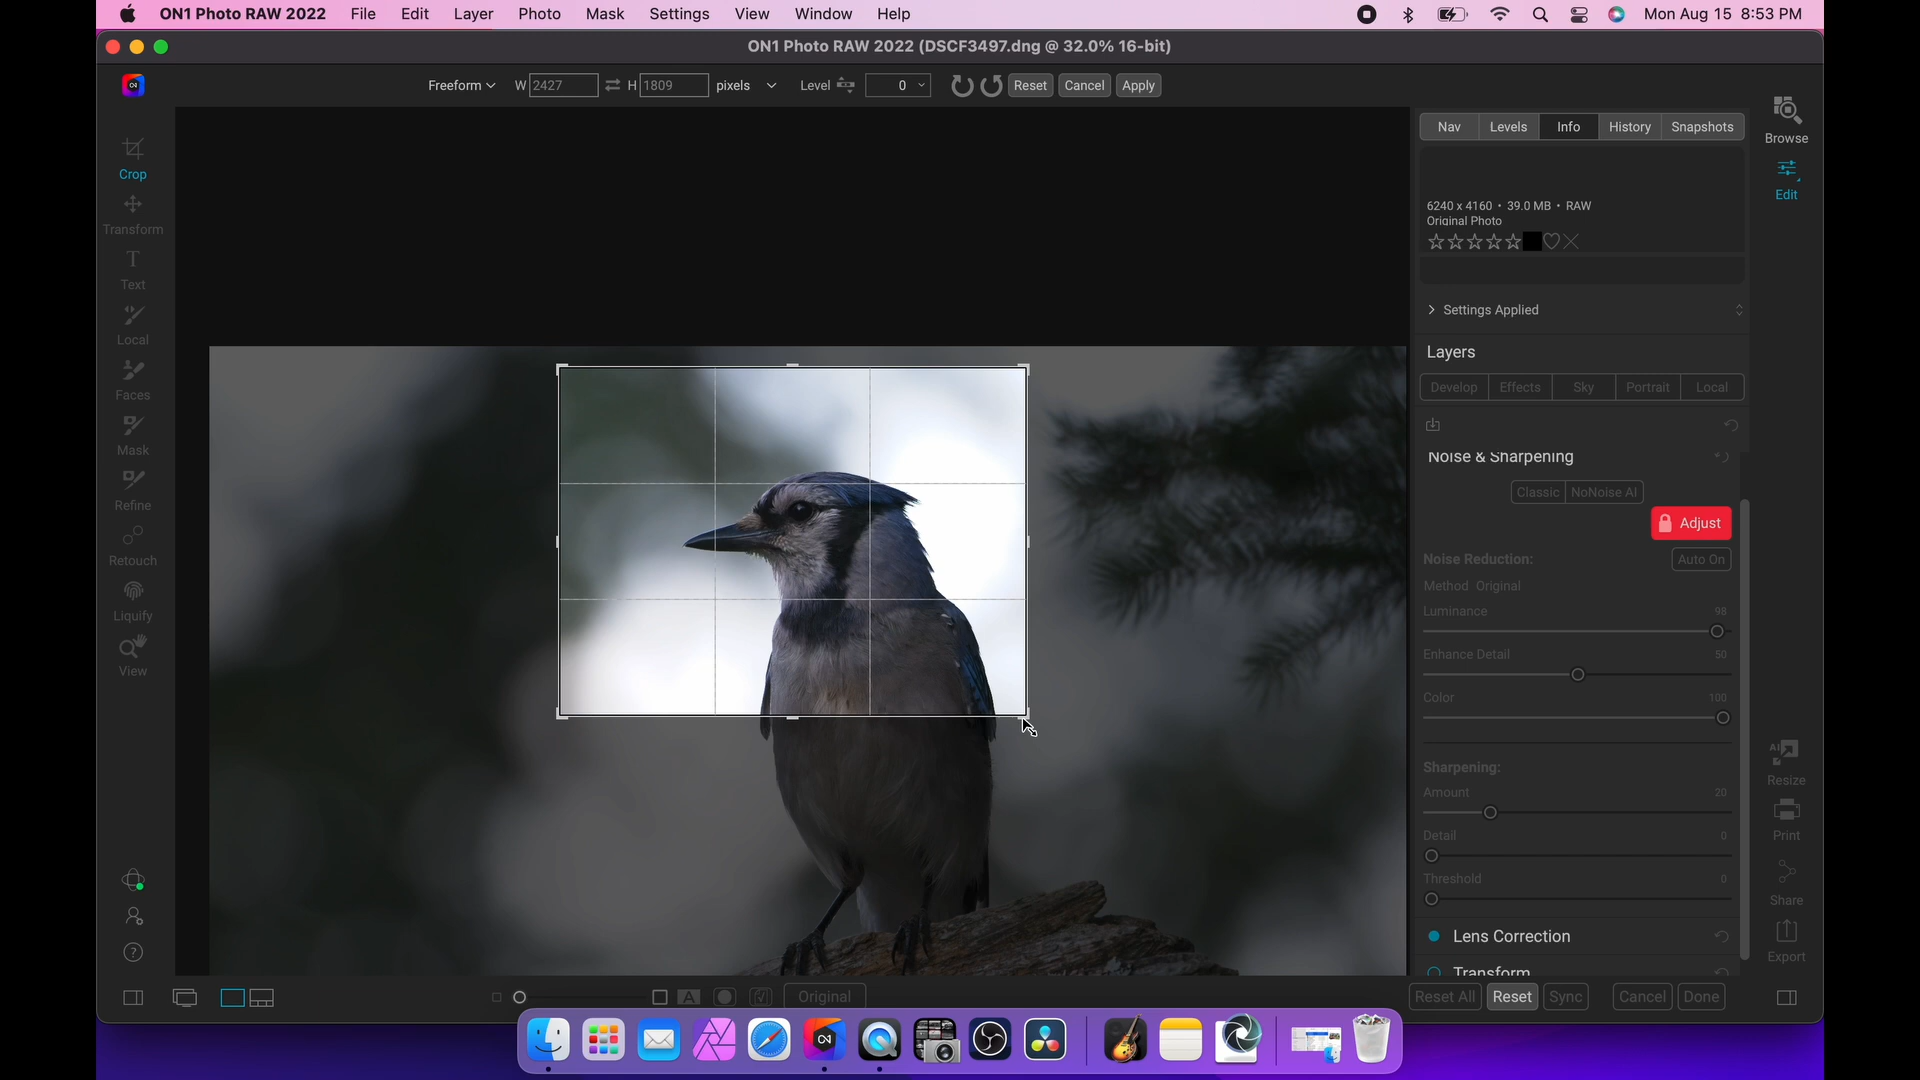 ON1 Photo RAW 2022 File Edit Layer Photo Mask Settings View Window Help Mon Aug 15 8:53 PM
ON1 Photo RAW 2022 (DSCF3497.dng @ 32.0% 16-bit)
Freeform W 2427 H 1809 pixels Level 0 Reset Cancel Apply
Nav Levels Info History Snapshots
Browse
Edit
Crop
Transform
Text
Local
Faces
Mask
Refine
Retouch
Liquify
View
6240 x 4160 • 39.0 MB • RAW
Original Photo
Settings Applied
Layers
Develop Effects Sky Portrait Local
Noise & Sharpening
Classic NoNoise AI
Adjust
Noise Reduction: Auto On
Method Original
Luminance 98
Enhance Detail 50
Color 100
Sharpening:
Amount 20
Detail 0
Threshold 0
Lens Correction
Transform
AI
Resize
Print
Share
Export
A Original
Reset All Reset Sync Cancel Done